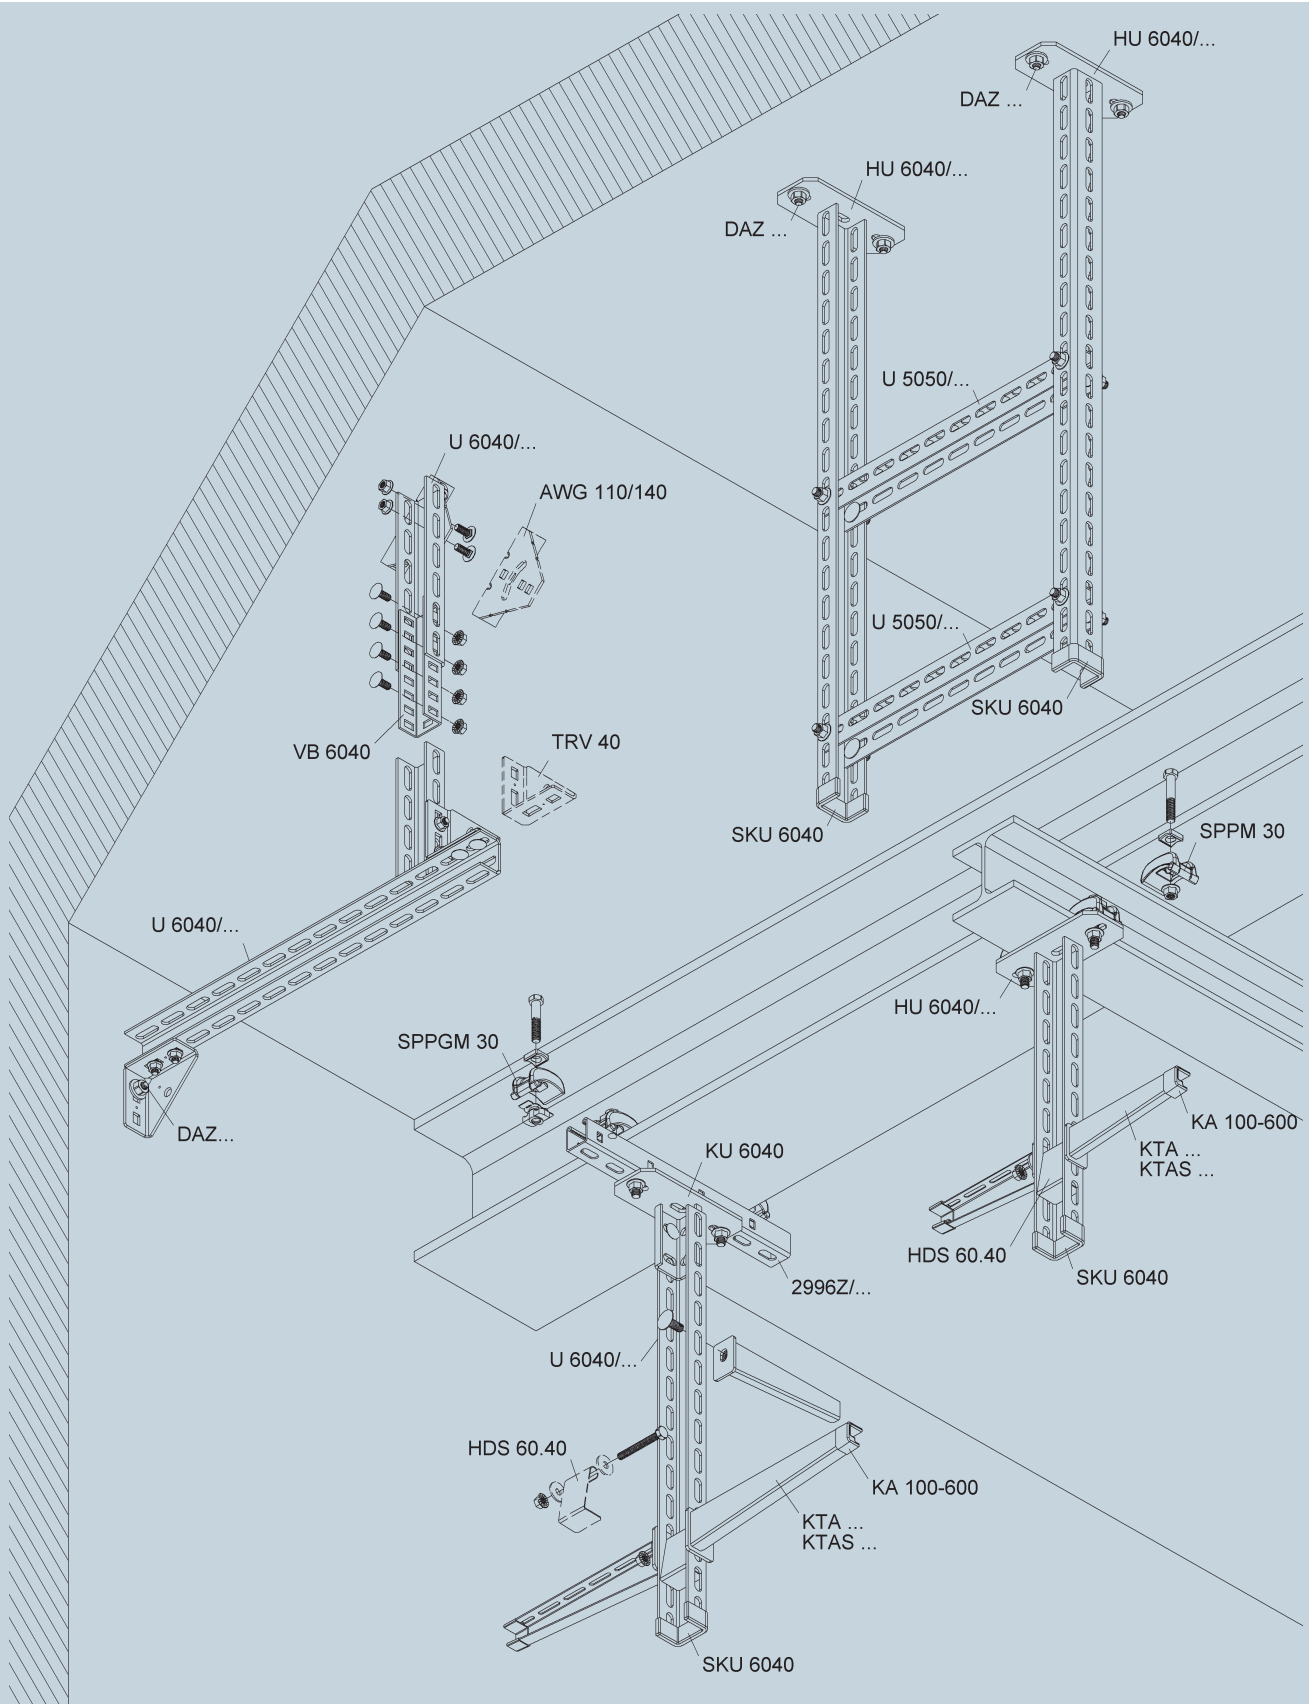 HU 6040/...
DAZ ...
HU 6040/...
DAZ ...
U 5050/...
U 6040/...
AWG 110/140
U 5050/...
SKU 6040
VB 6040
TRV 40
SKU 6040
SPPM 30
U 6040/...
HU 6040/...
SPPGM 30
DAZ...
KA 100-600
KU 6040
KTA ...
KTAS ...
HDS 60.40
SKU 6040
2996Z/...
U 6040/...
HDS 60.40
KA 100-600
KTA ...
KTAS ...
SKU 6040